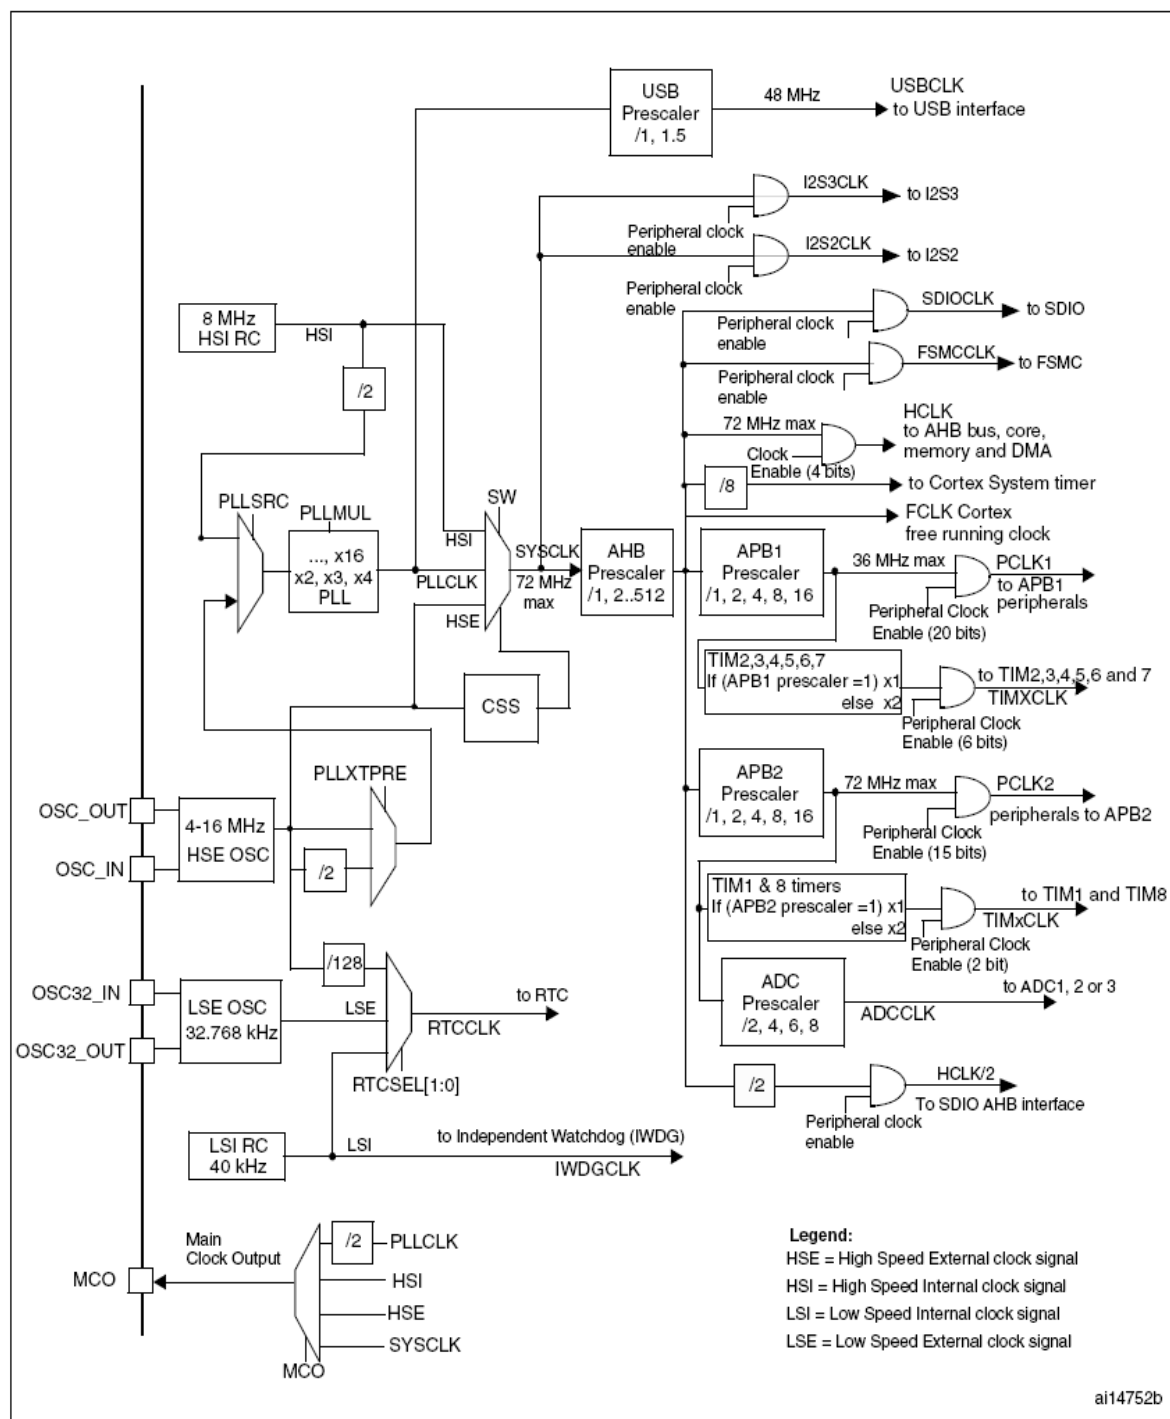 USB
Prescaler
/1, 1.5
48 MHz
USBCLK
to USB interface
I2S3CLK
to I2S3
Peripheral clock
enable
I2S2CLK
to I2S2
Peripheral clock
enable
SDIOCLK
to SDIO
Peripheral clock
enable
FSMCCLK
to FSMC
Peripheral clock
enable
8 MHz
HSI RC
HSI
/2
HCLK
to AHB bus, core,
memory and DMA
72 MHz max
Clock
Enable (4 bits)
/8
to Cortex System timer
FCLK Cortex
free running clock
PLLSRC
PLLMUL
..., x16
x2, x3, x4
PLL
SW
HSI
PLLCLK
HSE
SYSCLK
72 MHz
max
AHB
Prescaler
/1, 2..512
APB1
Prescaler
/1, 2, 4, 8, 16
36 MHz max
PCLK1
to APB1
peripherals
Peripheral Clock
Enable (20 bits)
TIM2,3,4,5,6,7
If (APB1 prescaler =1) x1
else x2
to TIM2,3,4,5,6 and 7
TIMXCLK
Peripheral Clock
Enable (6 bits)
CSS
PLLXTPRE
OSC_OUT
OSC_IN
4-16 MHz
HSE OSC
/2
APB2
Prescaler
/1, 2, 4, 8, 16
72 MHz max
PCLK2
peripherals to APB2
Peripheral Clock
Enable (15 bits)
TIM1 & 8 timers
If (APB2 prescaler =1) x1
else x2
to TIM1 and TIM8
TIMxCLK
Peripheral Clock
Enable (2 bit)
/128
OSC32_IN
OSC32_OUT
LSE OSC
32.768 kHz
LSE
to RTC
RTCCLK
RTCSEL[1:0]
ADC
Prescaler
/2, 4, 6, 8
to ADC1, 2 or 3
ADCCLK
/2
HCLK/2
To SDIO AHB interface
Peripheral clock
enable
LSI RC
40 kHz
LSI
to Independent Watchdog (IWDG)
IWDGCLK
Main
Clock Output
MCO
/2
PLLCLK
HSI
HSE
SYSCLK
MCO
Legend:
HSE = High Speed External clock signal
HSI = High Speed Internal clock signal
LSI = Low Speed Internal clock signal
LSE = Low Speed External clock signal
ai14752b